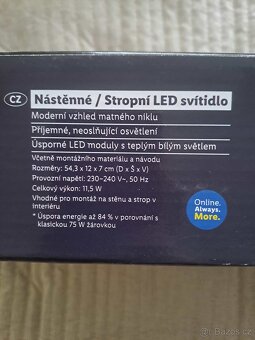 CZ
Nástěnné / Stropní LED svítidlo
Moderní vzhled matného niklu
Příjemné, neoslňující osvětlení
Úsporné LED moduly s teplým bílým světlem
Včetně montážního materiálu a návodu
Rozměry: 54,3 x 12 x 7 cm (D x Š x V)
Provozní napětí: 230-240 V~, 50 Hz
Celkový výkon: 11,5 W
Vhodné pro montáž na stěnu a strop v
interiéru
* Úspora energie až 84 % v porovnání s
klasickou 75 W žárovkou
Online.
Always.
More.